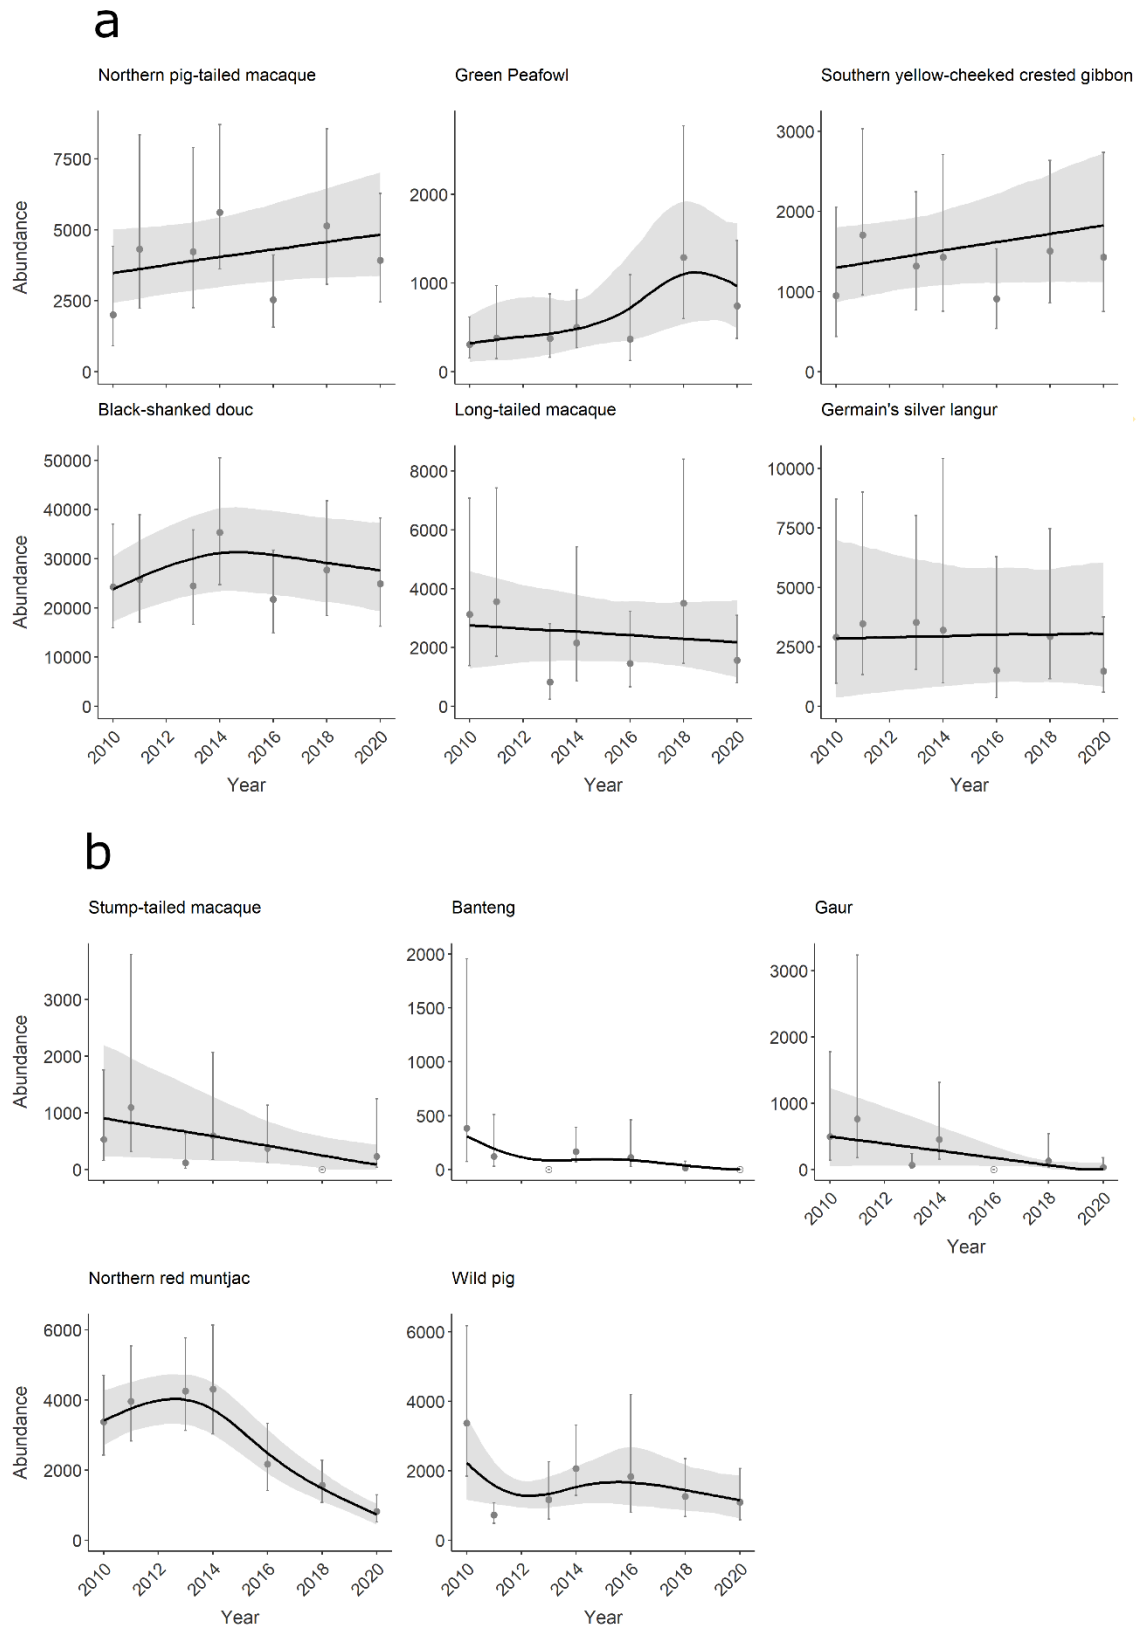 a
Northern pig-tailed macaque
Green Peafowl
Southern yellow-cheeked crested gibbon
Abundance
7500
5000
2500
0
2000
1000
0
3000
2000
1000
0
Black-shanked douc
Long-tailed macaque
Germain's silver langur
Abundance
50000
40000
30000
20000
10000
0
8000
6000
4000
2000
0
10000
7500
5000
2500
0
2010 2012 2014 2016 2018 2020
2010 2012 2014 2016 2018 2020
2010 2012 2014 2016 2018 2020
Year
Year
Year
b
Stump-tailed macaque
Banteng
Gaur
Abundance
3000
2000
1000
0
2000
1500
1000
500
0
3000
2000
1000
0
2010 2012 2014 2016 2018 2020
Year
Northern red muntjac
Wild pig
Abundance
6000
4000
2000
0
6000
4000
2000
0
2010 2012 2014 2016 2018 2020
2010 2012 2014 2016 2018 2020
Year
Year